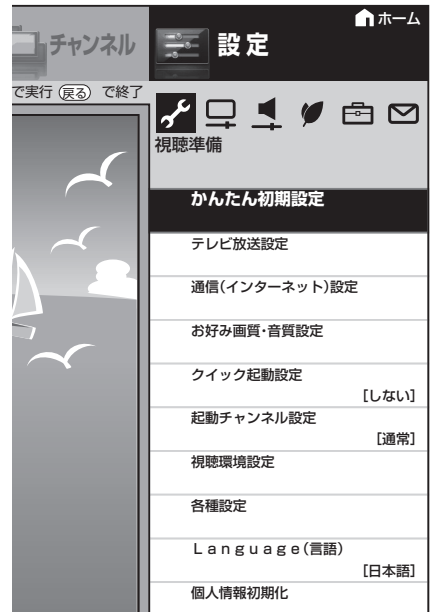 ホーム
チャンネル
設定
で実行 戻る で終了
視聴準備
かんたん初期設定
テレビ放送設定
通信(インターネット)設定
お好み画質・音質設定
クイック起動設定
[しない]
起動チャンネル設定
[通常]
視聴環境設定
各種設定
Ｌａｎｇｕａｇｅ(言語)
[日本語]
個人情報初期化